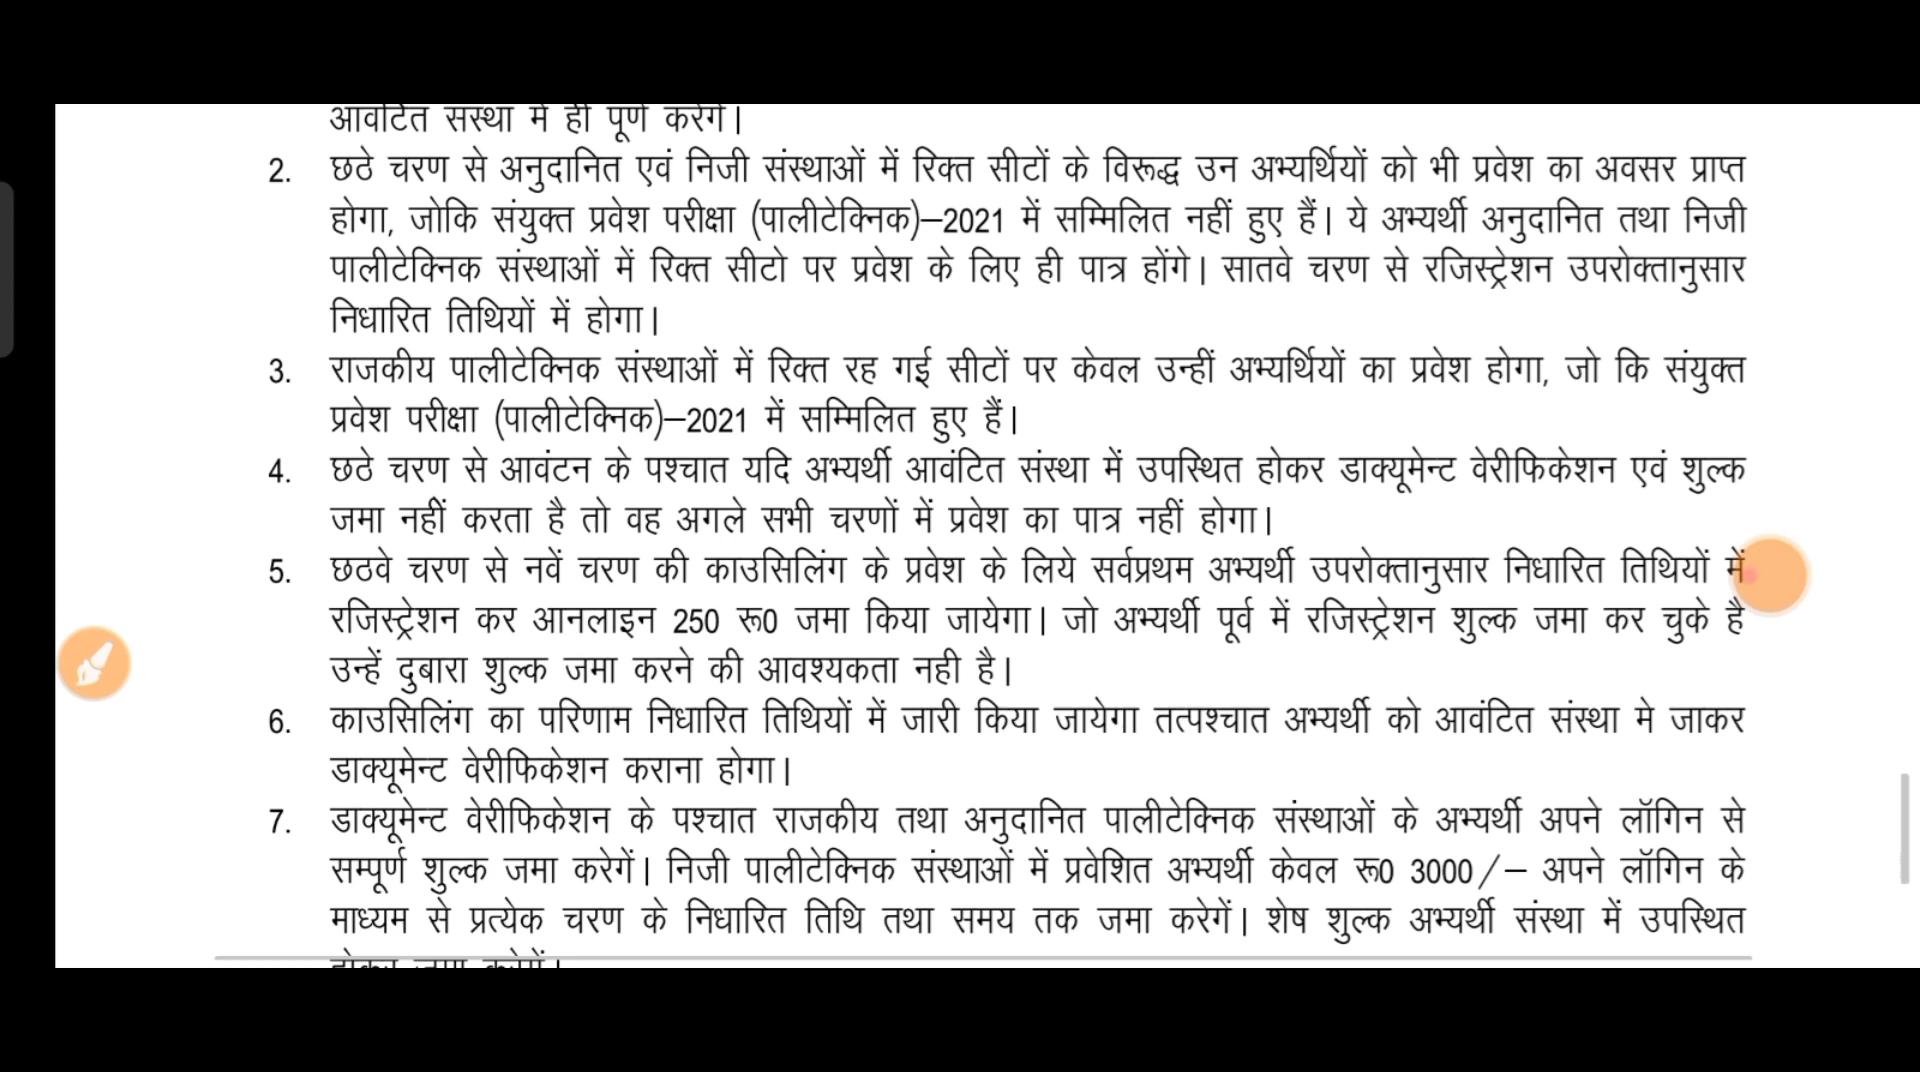 आवंटित संस्था में ही पूर्ण करेगें।
2. छठे चरण से अनुदानित एवं निजी संस्थाओं में रिक्त सीटों के विरूद्ध उन अभ्यर्थियों को भी प्रवेश का अवसर प्राप्त
होगा, जोकि संयुक्त प्रवेश परीक्षा (पालीटेक्निक)–2021 में सम्मिलित नहीं हुए हैं। ये अभ्यर्थी अनुदानित तथा निजी
पालीटेक्निक संस्थाओं में रिक्त सीटो पर प्रवेश के लिए ही पात्र होंगे। सातवे चरण से रजिस्ट्रेशन उपरोक्तानुसार
निधारित तिथियों में होगा।
3. राजकीय पालीटेक्निक संस्थाओं में रिक्त रह गई सीटों पर केवल उन्हीं अभ्यर्थियों का प्रवेश होगा, जो कि संयुक्त
प्रवेश परीक्षा (पालीटेक्निक)–2021 में सम्मिलित हुए हैं।
4. छठे चरण से आवंटन के पश्चात यदि अभ्यर्थी आवंटित संस्था में उपस्थित होकर डाक्यूमेन्ट वेरीफिकेशन एवं शुल्क
जमा नहीं करता है तो वह अगले सभी चरणों में प्रवेश का पात्र नहीं होगा।
5. छठवे चरण से नवें चरण की काउसिलिंग के प्रवेश के लिये सर्वप्रथम अभ्यर्थी उपरोक्तानुसार निधारित तिथियों में
रजिस्ट्रेशन कर आनलाइन 250 रू0 जमा किया जायेगा। जो अभ्यर्थी पूर्व में रजिस्ट्रेशन शुल्क जमा कर चुके है
उन्हें दुबारा शुल्क जमा करने की आवश्यकता नही है।
6. काउसिलिंग का परिणाम निधारित तिथियों में जारी किया जायेगा तत्पश्चात अभ्यर्थी को आवंटित संस्था मे जाकर
डाक्यूमेन्ट वेरीफिकेशन कराना होगा।
7. डाक्यूमेन्ट वेरीफिकेशन के पश्चात राजकीय तथा अनुदानित पालीटेक्निक संस्थाओं के अभ्यर्थी अपने लॉगिन से
सम्पूर्ण शुल्क जमा करेगें। निजी पालीटेक्निक संस्थाओं में प्रवेशित अभ्यर्थी केवल रू0 3000/– अपने लॉगिन के
माध्यम से प्रत्येक चरण के निधारित तिथि तथा समय तक जमा करेगें। शेष शुल्क अभ्यर्थी संस्था में उपस्थित
होकर जमा करेगें।